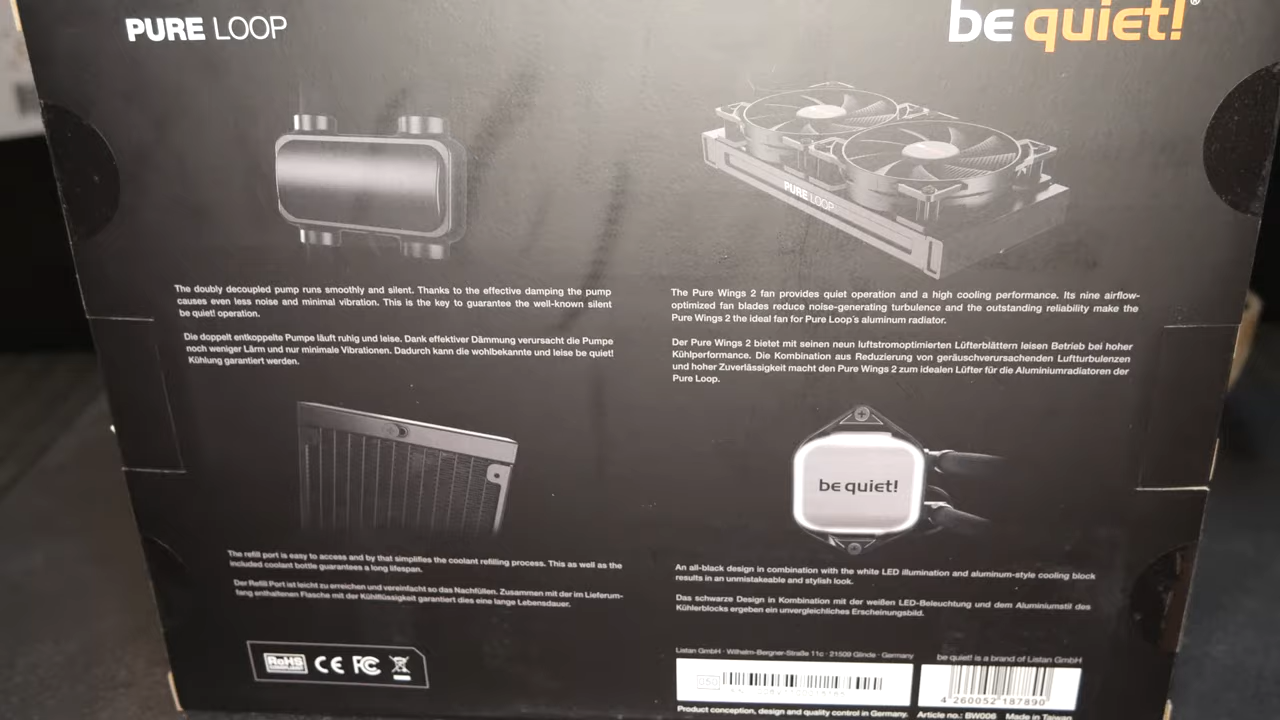 PURE LOOP
be quiet!®
PURE LOOP
The doubly decoupled pump runs smoothly and silent. Thanks to the effective damping the pump
causes even less noise and minimal vibration. This is the key to guarantee the well-known silent
be quiet! operation.
Die doppelt entkoppelte Pumpe läuft ruhig und leise. Dank effektiver Dämmung verursacht die Pumpe
noch weniger Lärm und nur minimale Vibrationen. Dadurch kann die wohlbekannte und leise be quiet!
Kühlung garantiert werden.
The Pure Wings 2 fan provides quiet operation and a high cooling performance. Its nine airflow-
optimized fan blades reduce noise-generating turbulence and the outstanding reliability make the
Pure Wings 2 the ideal fan for Pure Loop´s aluminum radiator.
Der Pure Wings 2 bietet mit seinen neun luftstromoptimierten Lüfterblättern leisen Betrieb bei hoher
Kühlperformance. Die Kombination aus Reduzierung von geräuschverursachenden Luftturbulenzen
und hoher Zuverlässigkeit macht den Pure Wings 2 zum idealen Lüfter für die Aluminiumradiatoren der
Pure Loop.
be quiet!
The refill port is easy to access and by that simplifies the coolant refilling process. This as well as the
included coolant bottle guarantees a long lifespan.
Der Refill Port ist leicht zu erreichen und vereinfacht so das Nachfüllen. Zusammen mit der im Lieferum-
fang enthaltenen Flasche mit der Kühlflüssigkeit garantiert dies eine lange Lebensdauer.
An all-black design in combination with the white LED illumination and aluminum-style cooling block
results in an unmistakeable and stylish look.
Das schwarze Design in Kombination mit der weißen LED-Beleuchtung und dem Aluminiumstil des
Kühlerblocks ergeben ein unvergleichliches Erscheinungsbild.
RoHS CE FC
Listan GmbH · Wilhelm-Bergner-Straße 11c · 21509 Glinde · Germany
be quiet! is a brand of Listan GmbH
050
4 260052 187890
Product conception, design and quality control in Germany.
Article no.: BW006 Made in Taiwan